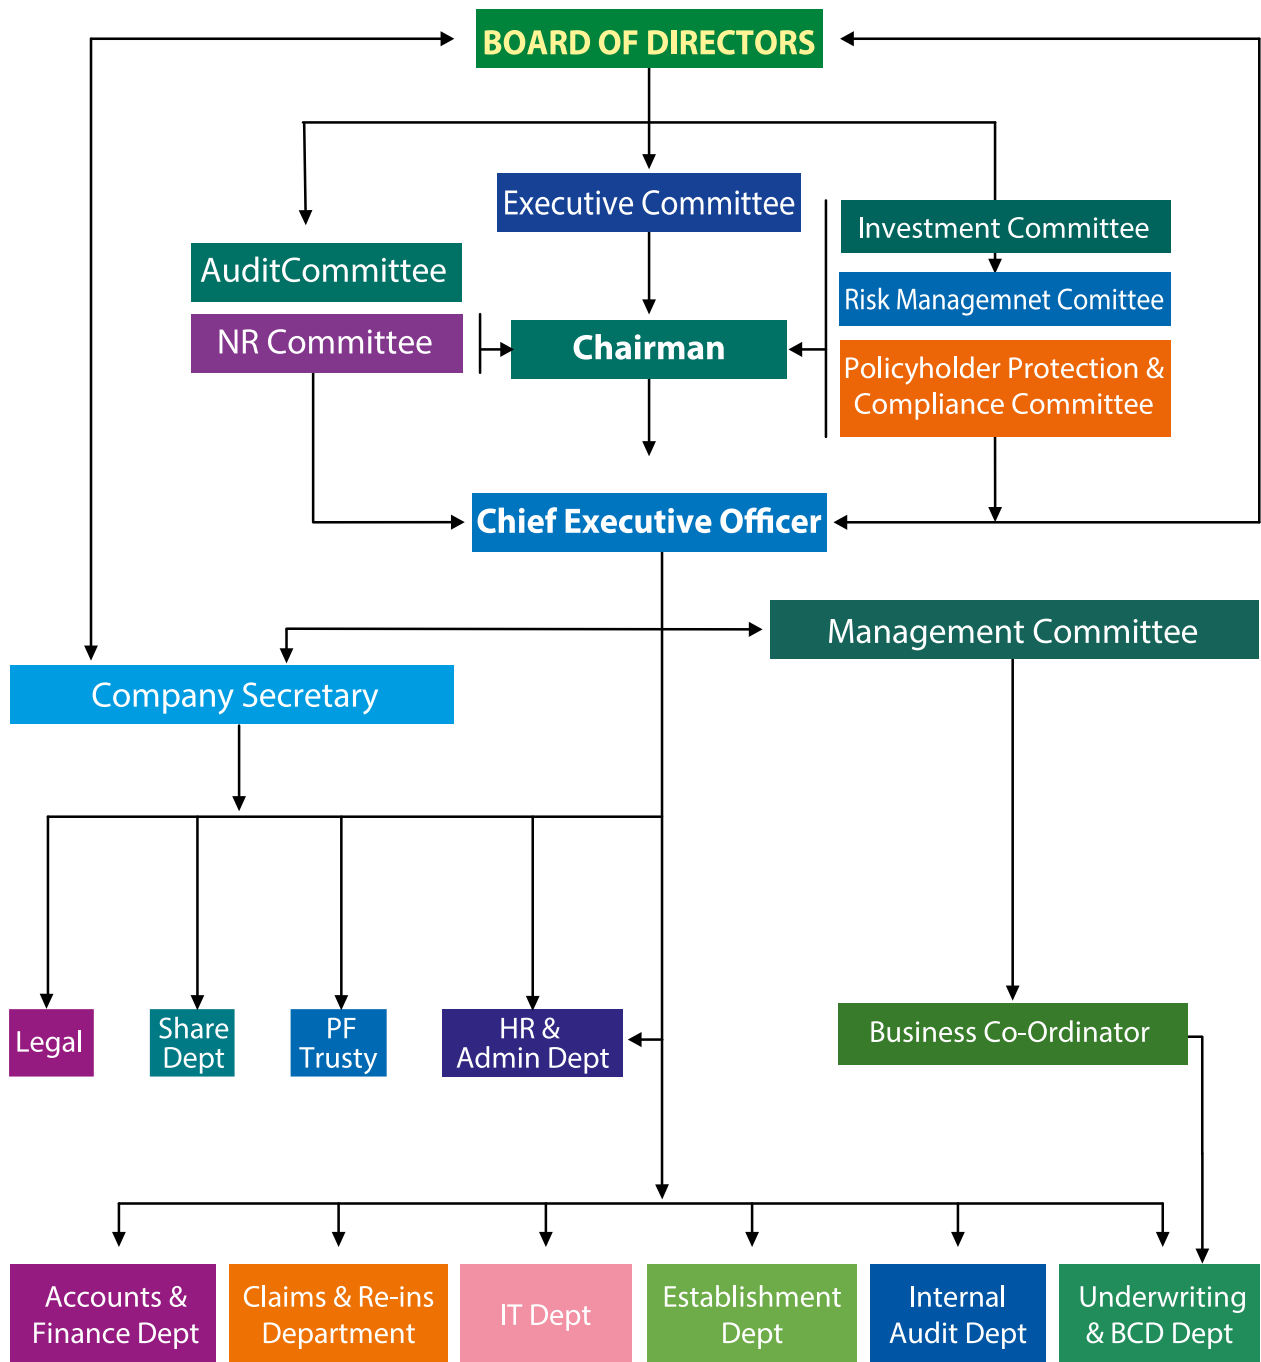 BOARD OF DIRECTORS
Executive Committee
Investment Committee
AuditCommittee
Risk Managemnet Comittee
NR Committee
Chairman
Policyholder Protection &
Compliance Committee
Chief Executive Officer
Management Committee
Company Secretary
Legal
Share
Dept
PF
Trusty
HR &
Admin Dept
Business Co-Ordinator
Accounts &
Finance Dept
Claims & Re-ins
Department
IT Dept
Establishment
Dept
Internal
Audit Dept
Underwriting
& BCD Dept